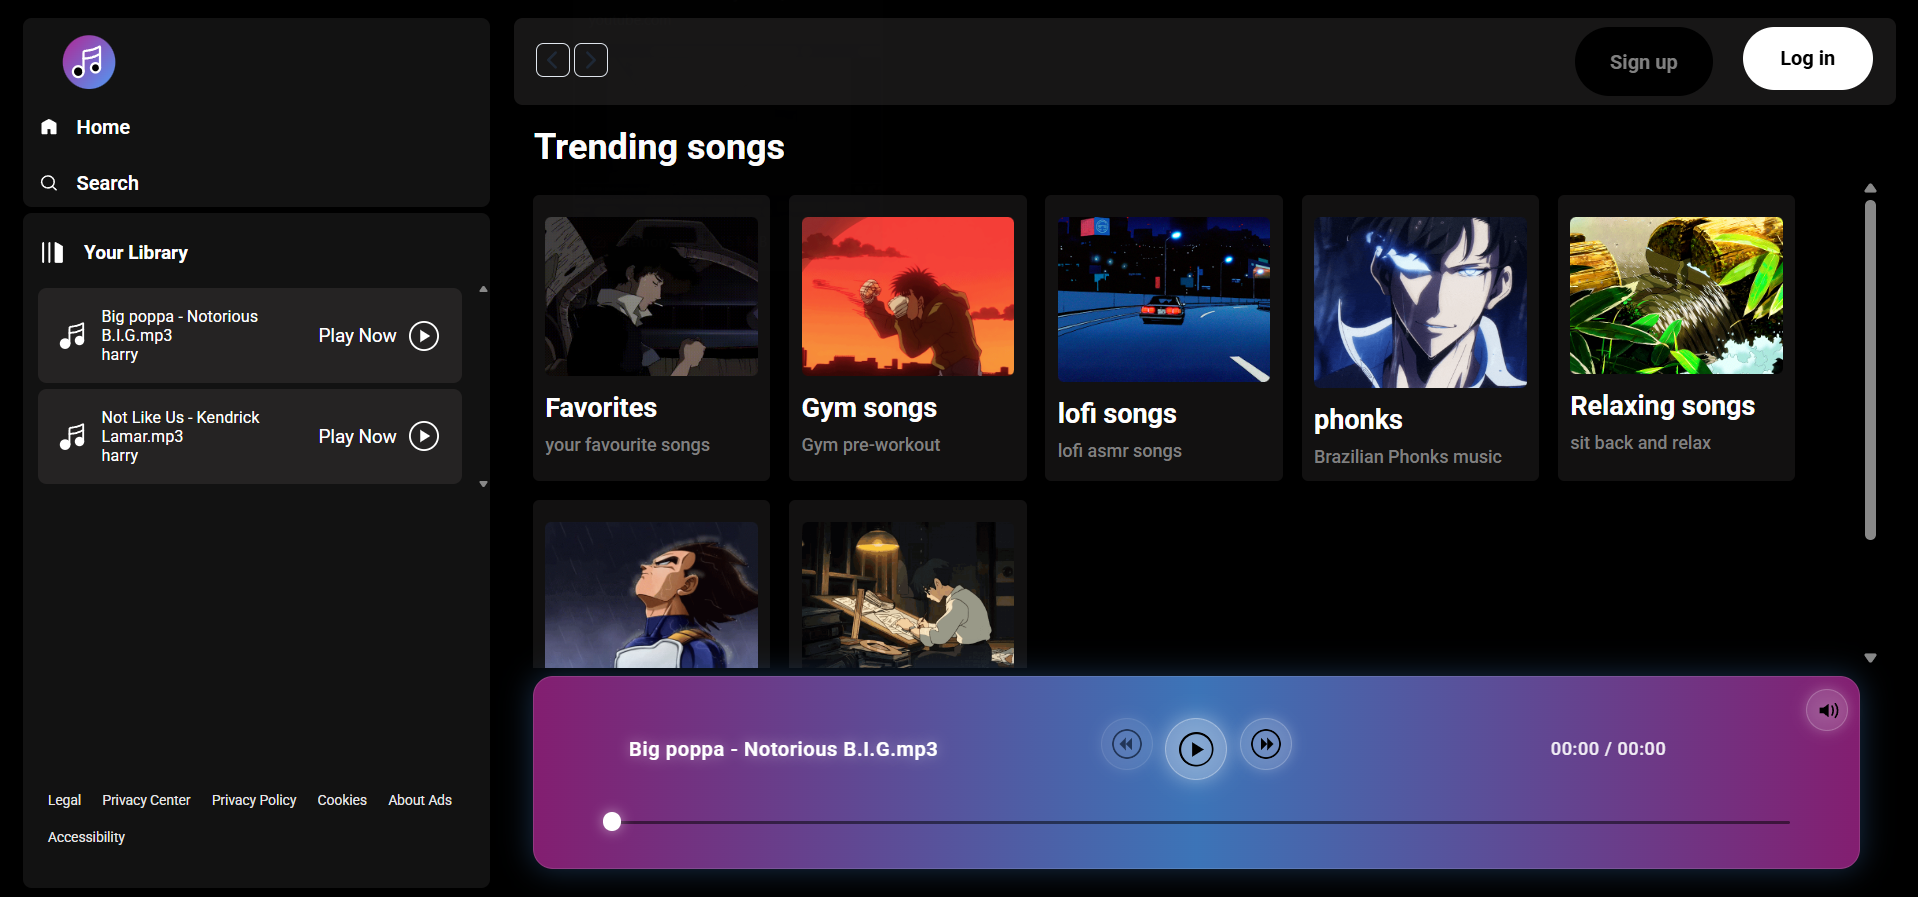 Home
Search
Your Library
Big poppa - Notorious
B.I.G.mp3
harry
Play Now
Not Like Us - Kendrick
Lamar.mp3
harry
Play Now
Legal
Privacy Center
Privacy Policy
Cookies
About Ads
Accessibility
Sign up
Log in
Trending songs
Favorites
your favourite songs
Gym songs
Gym pre-workout
lofi songs
lofi asmr songs
phonks
Brazilian Phonks music
Relaxing songs
sit back and relax
Big poppa - Notorious B.I.G.mp3
00:00 / 00:00